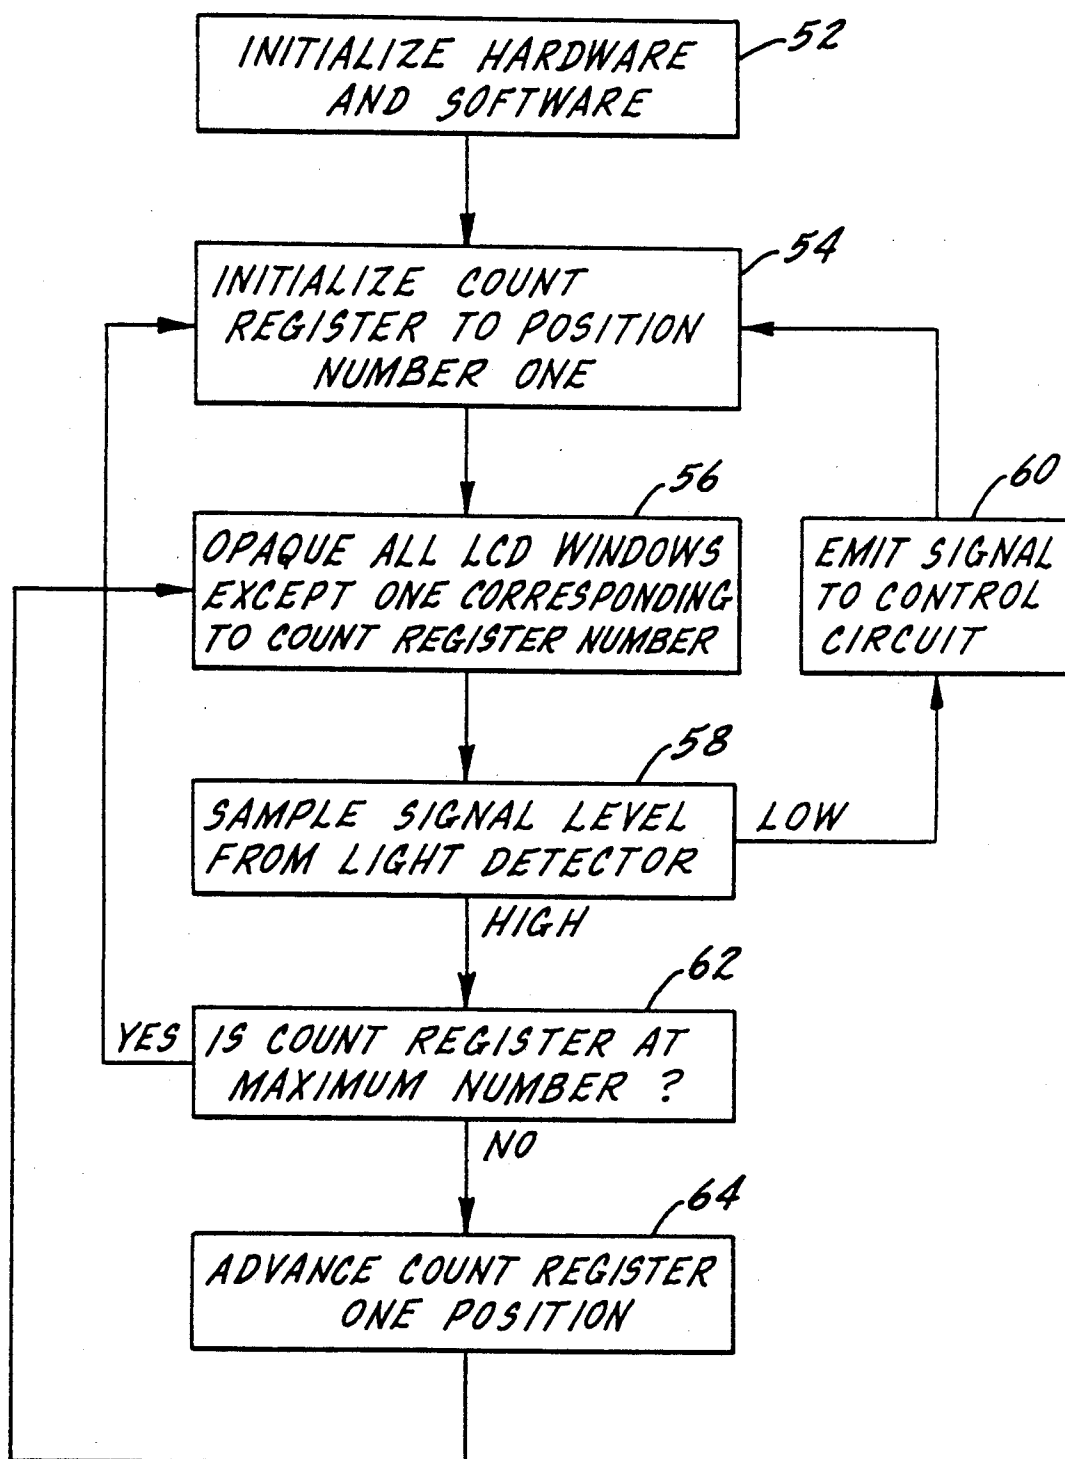 INITIALIZE HARDWARE
AND SOFTWARE
52
INITIALIZE COUNT
REGISTER TO POSITION
NUMBER ONE
54
OPAQUE ALL LCD WINDOWS
EXCEPT ONE CORRESPONDING
TO COUNT REGISTER NUMBER
56
EMIT SIGNAL
TO CONTROL
CIRCUIT
60
SAMPLE SIGNAL LEVEL
FROM LIGHT DETECTOR
58
LOW
HIGH
IS COUNT REGISTER AT
MAXIMUM NUMBER ?
62
YES
NO
ADVANCE COUNT REGISTER
ONE POSITION
64